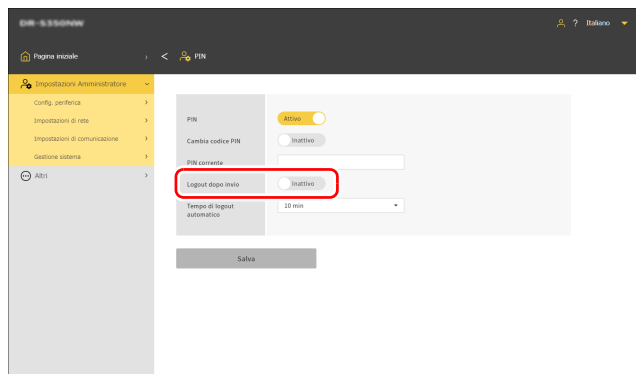 DR-S350NW
? Italiano
Pagina iniziale
PIN
Impostazioni Amministratore
Config. periferica
Impostazioni di rete
Impostazioni di comunicazione
Gestione sistema
Altri
PIN
Attivo
Cambia codice PIN
Inattivo
PIN corrente
Logout dopo invio
Inattivo
Tempo di logout
automatico
10 min
Salva